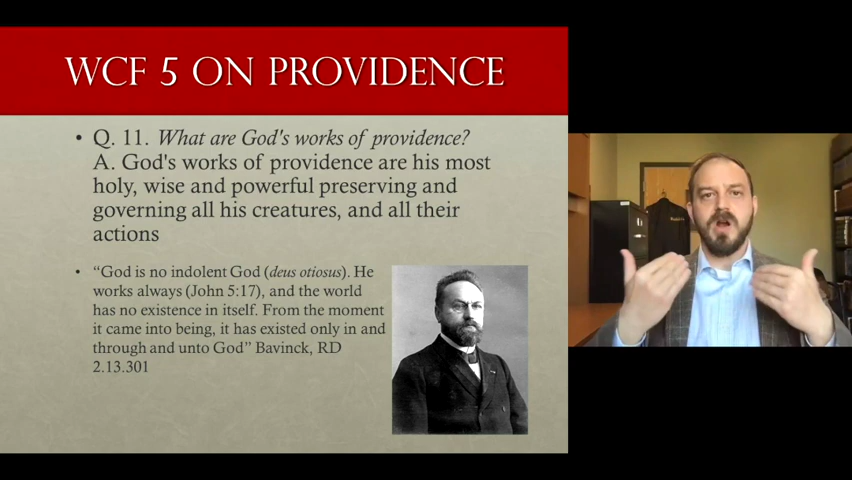 WCF 5 ON PROVIDENCE
• Q. 11. What are God's works of providence?
A. God's works of providence are his most
holy, wise and powerful preserving and
governing all his creatures, and all their
actions
• “God is no indolent God (deus otiosus). He
works always (John 5:17), and the world
has no existence in itself. From the moment
it came into being, it has existed only in and
through and unto God” Bavinck, RD
2.13.301